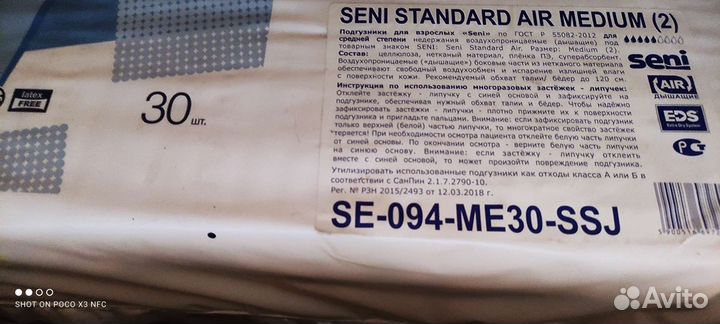 SENI STANDARD AIR MEDIUM (2)
Подгузники для взрослых «Seni» по ГОСТ Р 55082-2012 для
средней степени недержания воздухопроницаемые (дышащие) под
товарным знаком SENI: Seni Standard Air. Размер: Medium (2).
Состав: целлюлоза, нетканый материал, плёнка ПЭ, суперабсорбент.
Воздухопроницаемые («дышащие») боковые части из нетканого материала
обеспечивают свободный воздухообмен и испарение излишней влаги
с поверхности кожи. Рекомендуемый обхват талии/ бёдер до 120 см.
Инструкция по использованию многоразовых застёжек - липучек:
Отклейте застёжку - липучку с синей основой и зафиксируйте на
подгузнике, обеспечивая нужный обхват талии и бёдер. Чтобы надёжно
зафиксировать застёжки - липучки - плотно прижмите их к поверхности
подгузника и пригладьте пальцами. Внимание: если зафиксировать подгузник
только верхней (белой) частью липучки, то многократное свойство застёжек
теряется! При необходимости осмотра пациента отклейте белую часть липучки
от синей основы. По окончании осмотра - верните белую часть липучки
на синюю основу. Внимание: если застёжку - липучку отклеить
вместе с синей основой, то может произойти повреждение подгузника.
Утилизировать использованные подгузники как отходы класса А или Б в
соответствии с СанПин 2.1.7.2790-10.
Рег. № РЗН 2015/2493 от 12.03.2018 г.
SE-094-ME30-SSJ
seni
(AIR)
ДЫШАЩИЕ
EDS
Extra Dry System
latex
FREE
30 шт.
SHOT ON POCO X3 NFC
Avito